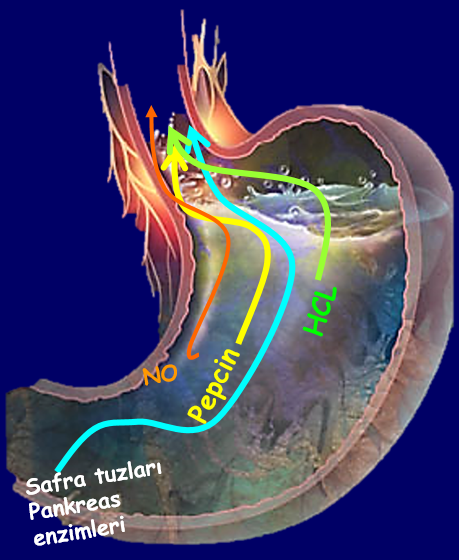 HCL
NO
Pepcin
Safra tuzları
Pankreas
enzimleri